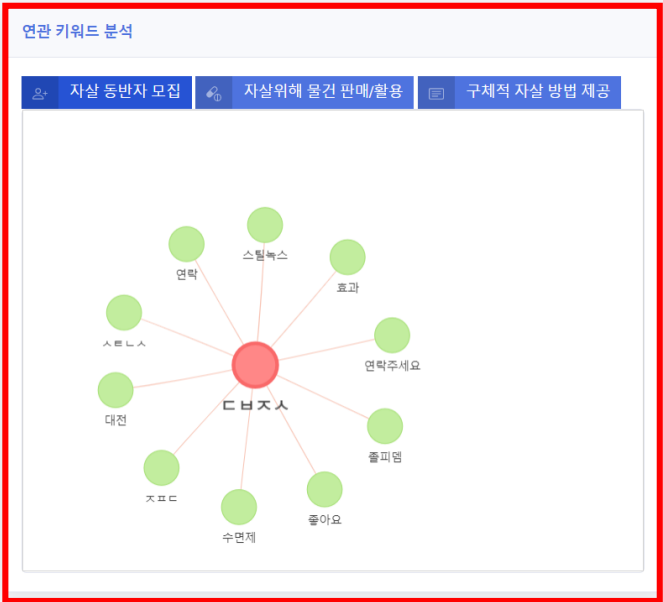 연관 키워드 분석
자살 동반자 모집
자살위해 물건 판매/활용
구체적 자살 방법 제공
스틸녹스
연락
효과
ㅅㅌㄴㅅ
연락주세요
ㄷㅂㅈㅅ
대전
졸피뎀
ㅈㅍㄷ
좋아요
수면제